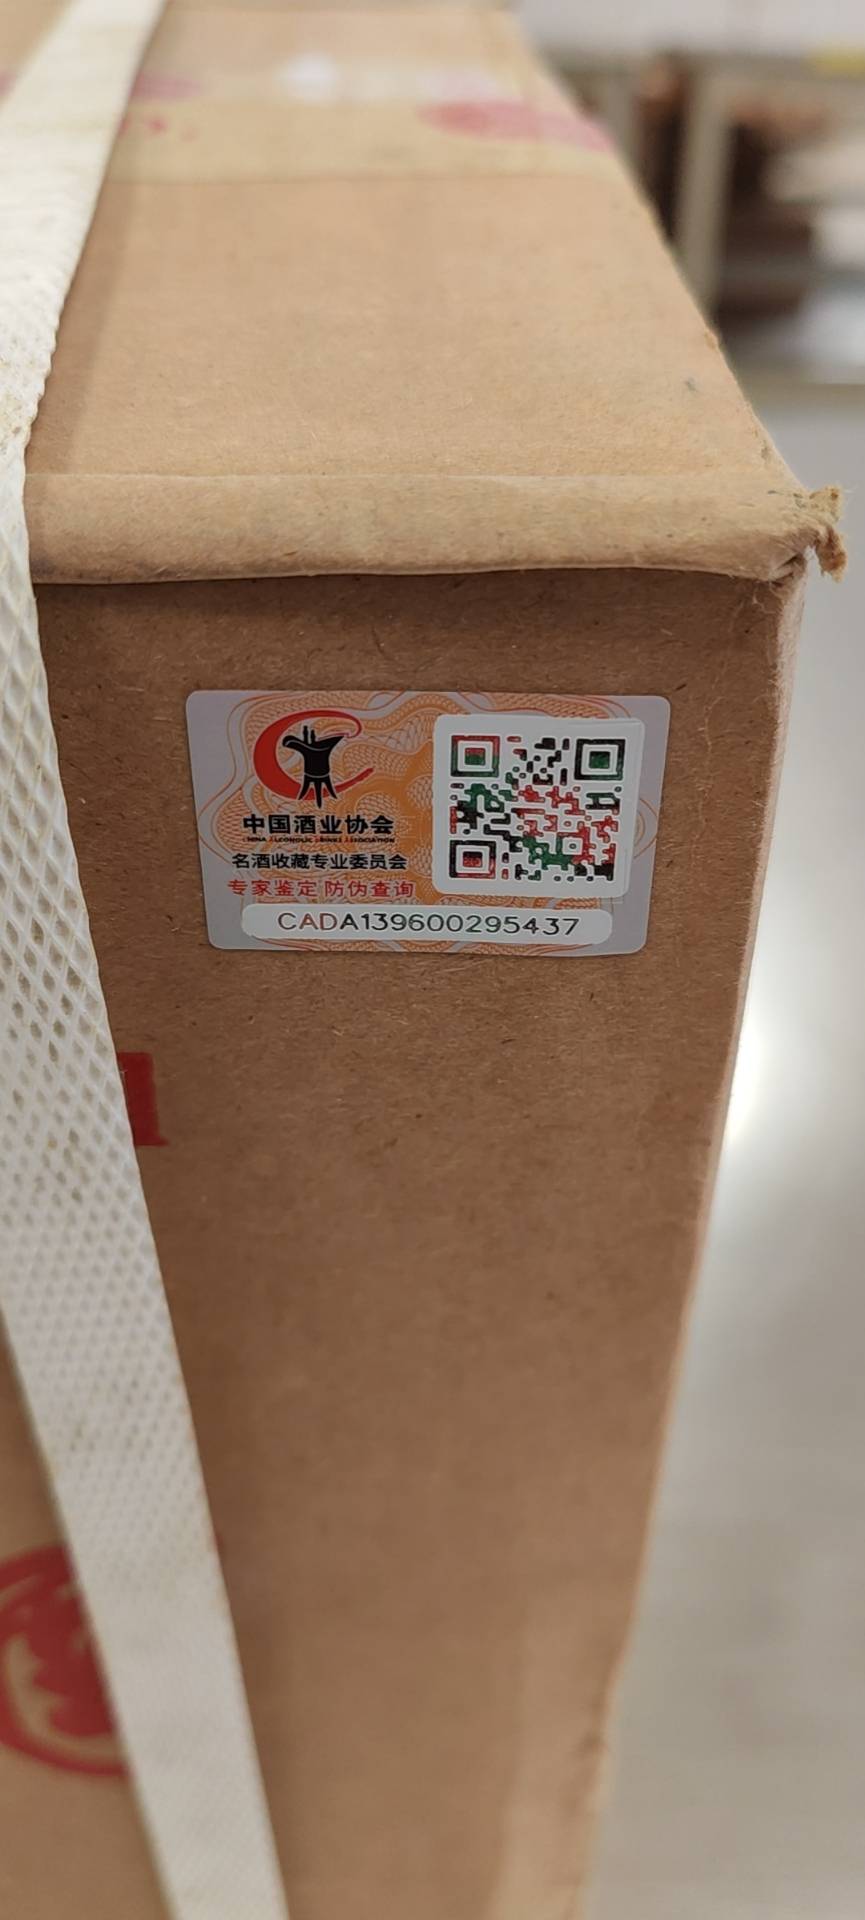 中国酒业协会
CHINA ALCOHOLIC DRINKS ASSOCIATION
名酒收藏专业委员会
专家鉴定 防伪查询
CADA139600295437